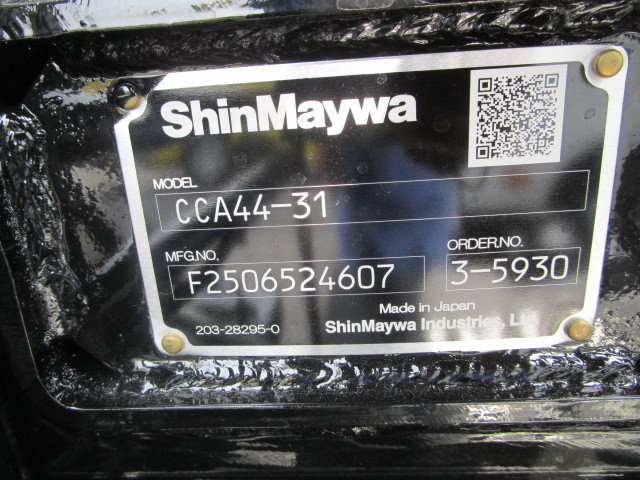 ShinMaywa
MODEL
CCA44-31
MFG.NO. ORDER.NO.
F2506524607 3-5930
Made in Japan
203-28295-0 ShinMaywa Industries, Ltd.